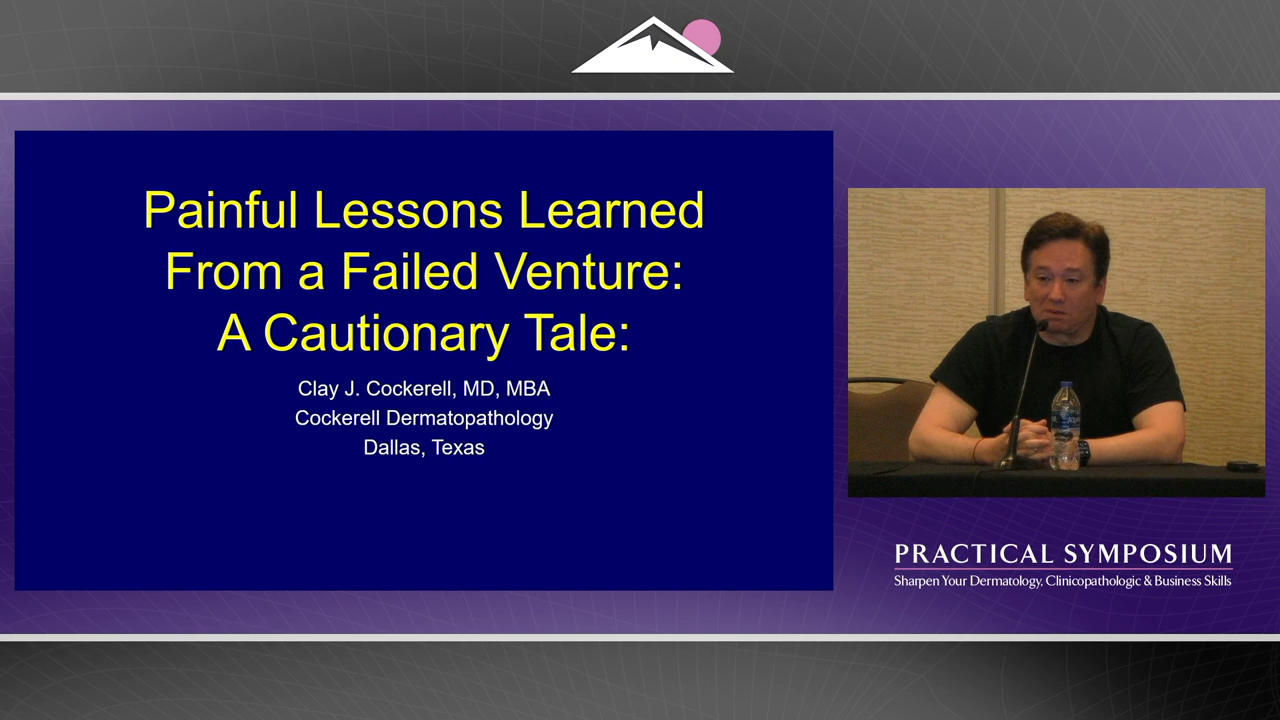 Painful Lessons Learned
From a Failed Venture:
A Cautionary Tale:
Clay J. Cockerell, MD, MBA
Cockerell Dermatopathology
Dallas, Texas
PRACTICAL SYMPOSIUM
Sharpen Your Dermatology, Clinicopathologic & Business Skills